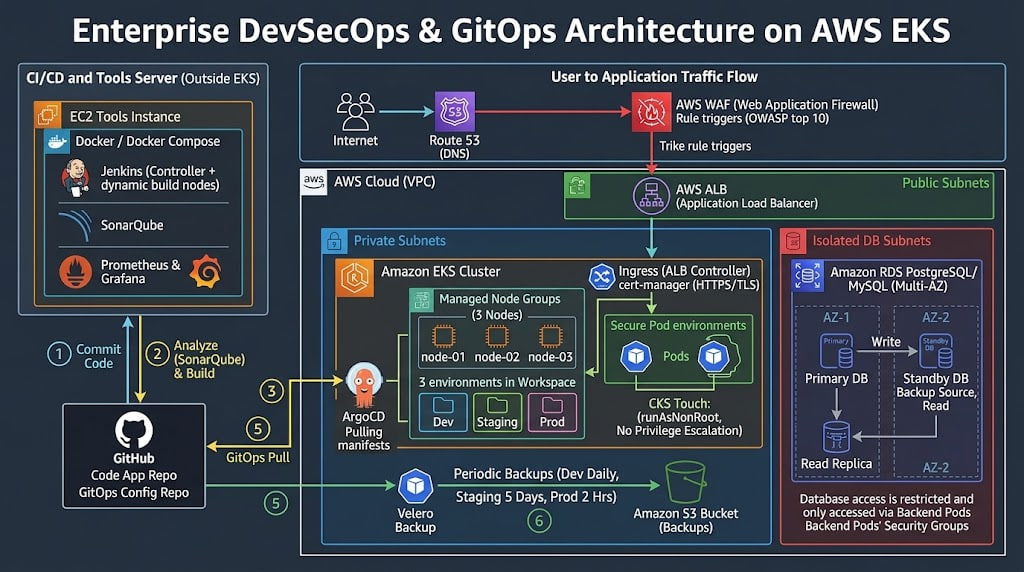 Enterprise DevSecOps & GitOps Architecture on AWS EKS
CI/CD and Tools Server (Outside EKS)
EC2 Tools Instance
Docker / Docker Compose
Jenkins (Controller +
dynamic build nodes)
SonarQube
Prometheus &
Grafana
1
Commit
Code
2
Analyze
(SonarQube)
& Build
GitHub
Code App Repo
GitOps Config Repo
3
5
GitOps Pull
5
User to Application Traffic Flow
Internet
53
Route 53
(DNS)
AWS WAF (Web Application Firewall)
Rule triggers (OWASP top 10)
Trike rule triggers
aws
AWS Cloud (VPC)
Public Subnets
AWS ALB
(Application Load Balancer)
Private Subnets
Amazon EKS Cluster
Ingress (ALB Controller)
cert-manager (HTTPS/TLS)
Managed Node Groups
(3 Nodes)
node-01
node-02
node-03
3 environments in Workspace
Dev
Staging
Prod
ArgoCD
Pulling
manifests
Secure Pod environments
Pods
CKS Touch:
(runAsNonRoot,
No Privilege Escalation)
Velero
Backup
Periodic Backups (Dev Daily,
Staging 5 Days, Prod 2 Hrs)
6
Amazon S3 Bucket
(Backups)
Isolated DB Subnets
Amazon RDS PostgreSQL/
MySQL (Multi-AZ)
AZ-1
AZ-2
Primary
Write
Standby
DB
Primary DB
Standby DB
Backup Source,
Read
Read Replica
AZ-2
Database access is restricted and
only accessed via Backend Pods
Backend Pods' Security Groups